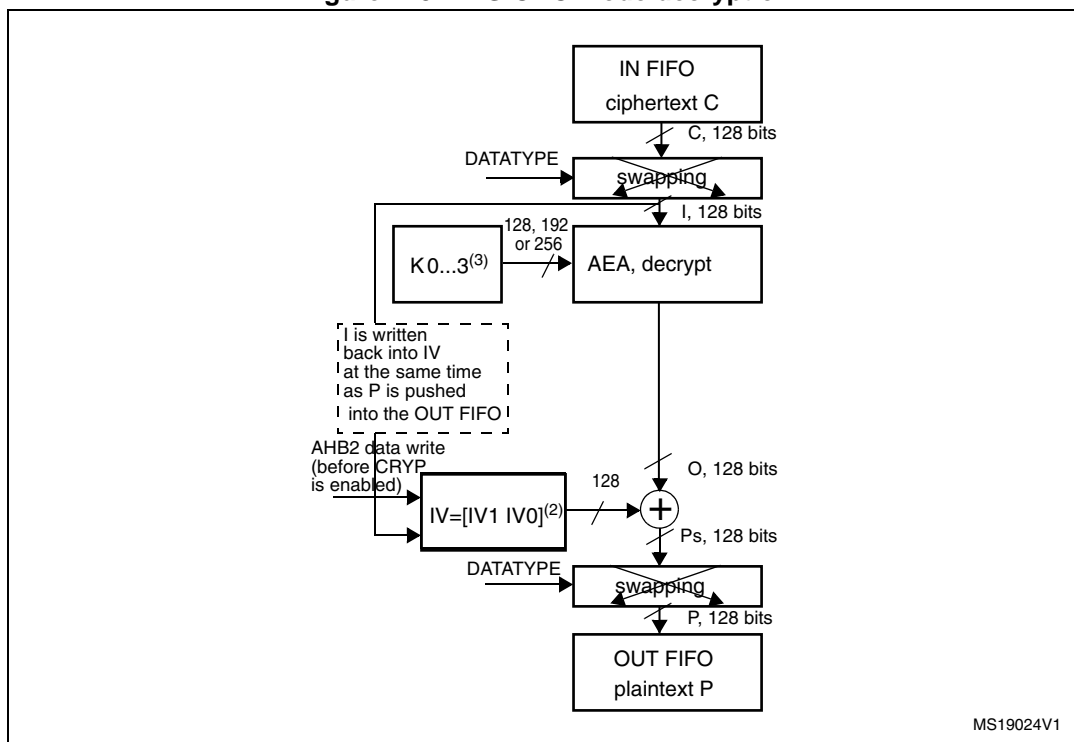 IN FIFO
ciphertext C
C, 128 bits
DATATYPE
swapping
I, 128 bits
128, 192
or 256
K 0...3(3)
AEA, decrypt
I is written
back into IV
at the same time
as P is pushed
into the OUT FIFO
AHB2 data write
(before CRYP
is enabled)
IV=[IV1 IV0](2)
128
O, 128 bits
+
Ps, 128 bits
DATATYPE
swapping
P, 128 bits
OUT FIFO
plaintext P
MS19024V1